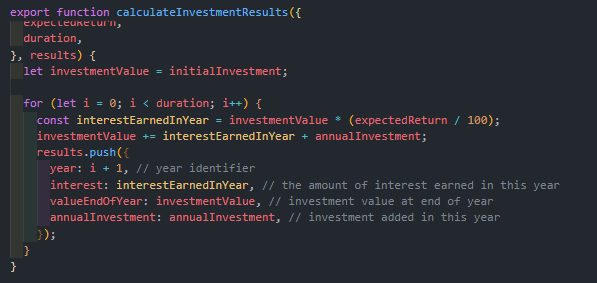 export function calculateInvestmentResults({
expectedReturn,
duration,
}, results) {
let investmentValue = initialInvestment;
for (let i = 0; i < duration; i++) {
const interestEarnedInYear = investmentValue * (expectedReturn / 100);
investmentValue += interestEarnedInYear + annualInvestment;
results.push({
year: i + 1, // year identifier
interest: interestEarnedInYear, // the amount of interest earned in this year
valueEndOfYear: investmentValue, // investment value at end of year
annualInvestment: annualInvestment, // investment added in this year
});
}
}